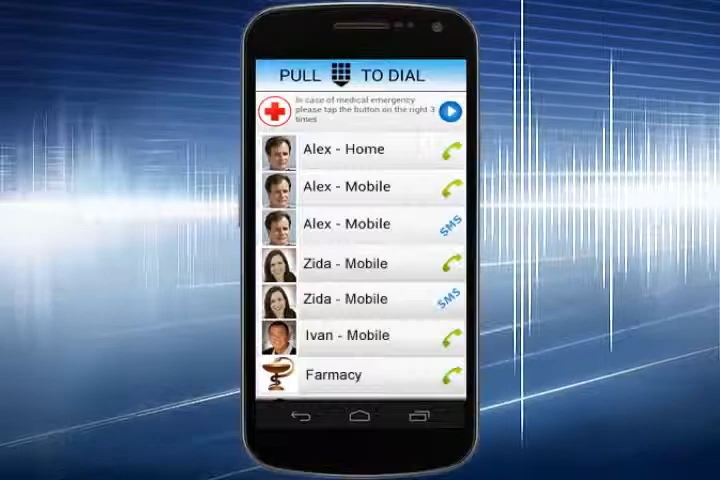 PULL TO DIAL
In case of medical emergency
please tap the button on the right 3
times
Alex - Home
Alex - Mobile
Alex - Mobile
SMS
Zida - Mobile
Zida - Mobile
SMS
Ivan - Mobile
Farmacy